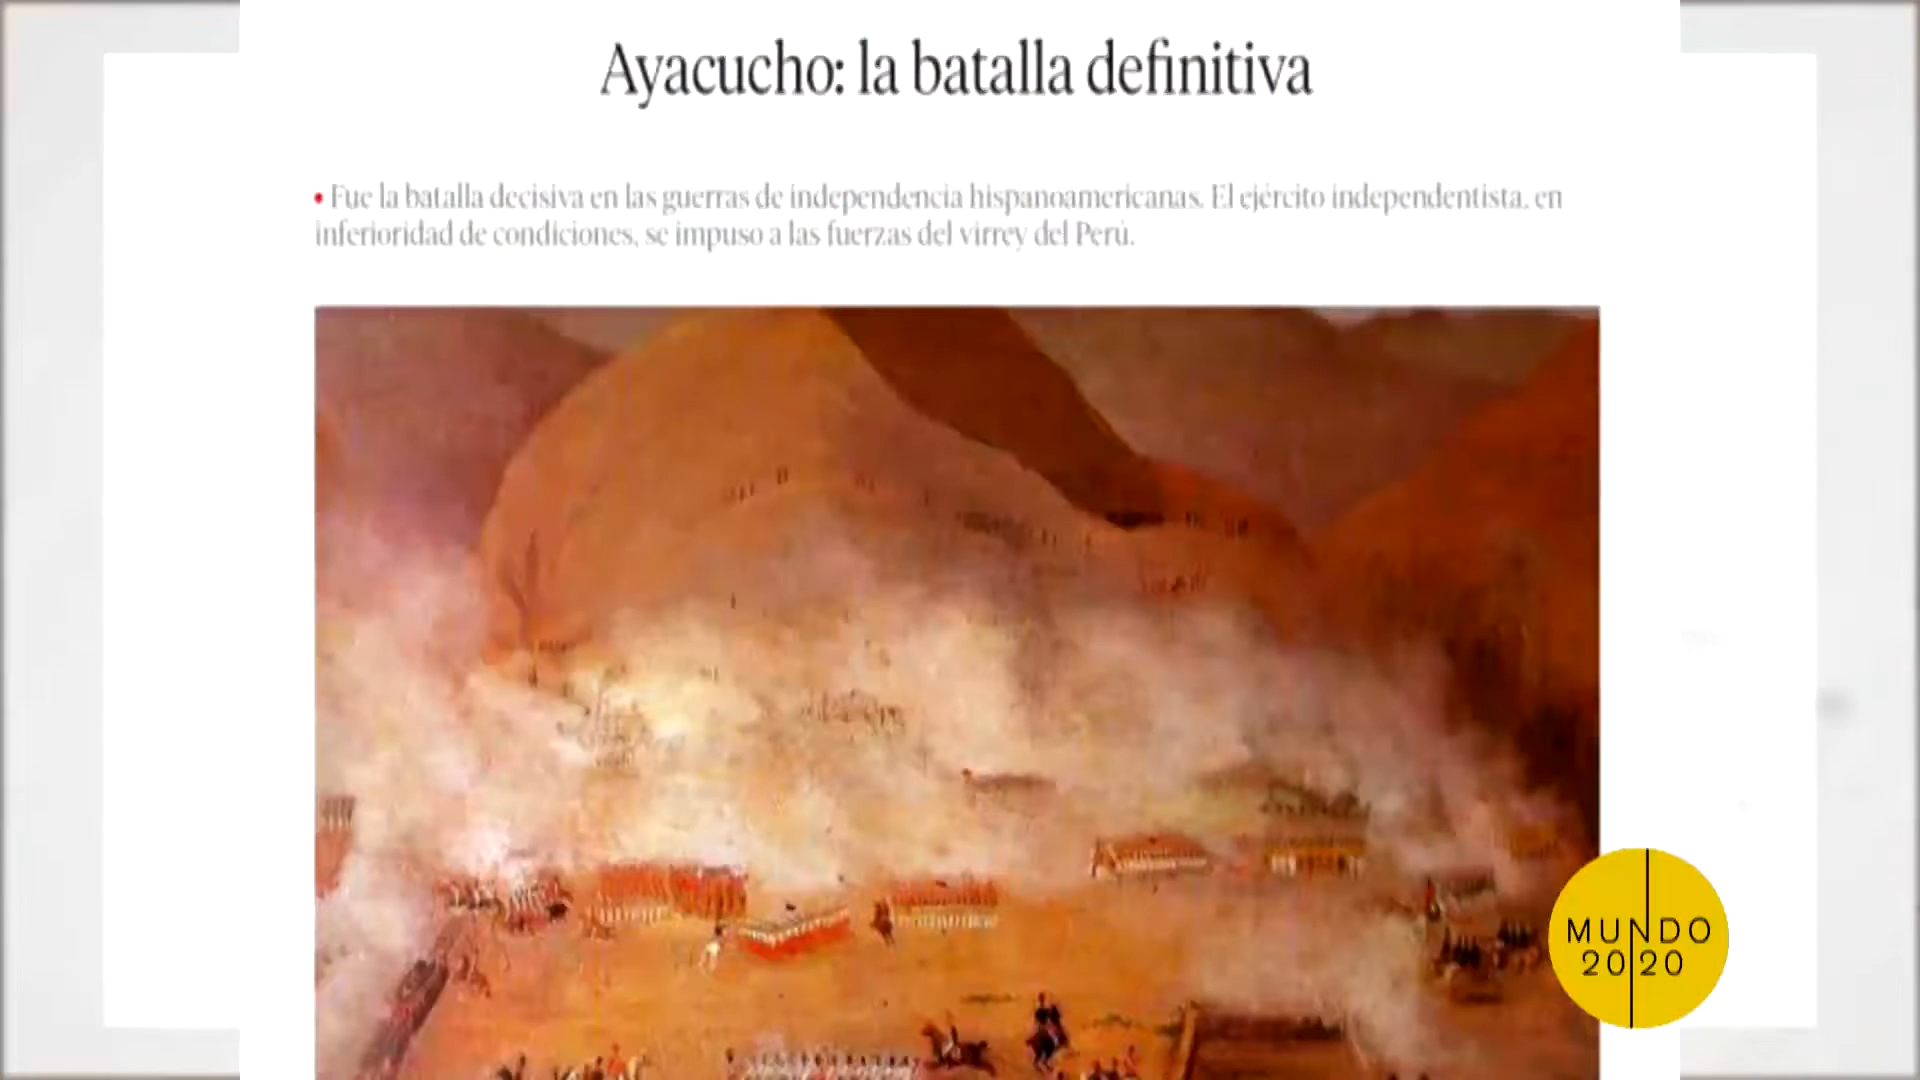 Ayacucho: la batalla definitiva
• Fue la batalla decisiva en las guerras de independencia hispanoamericanas. El ejército independentista, en
inferioridad de condiciones, se impuso a las fuerzas del virrey del Perú.
MUNDO
2020